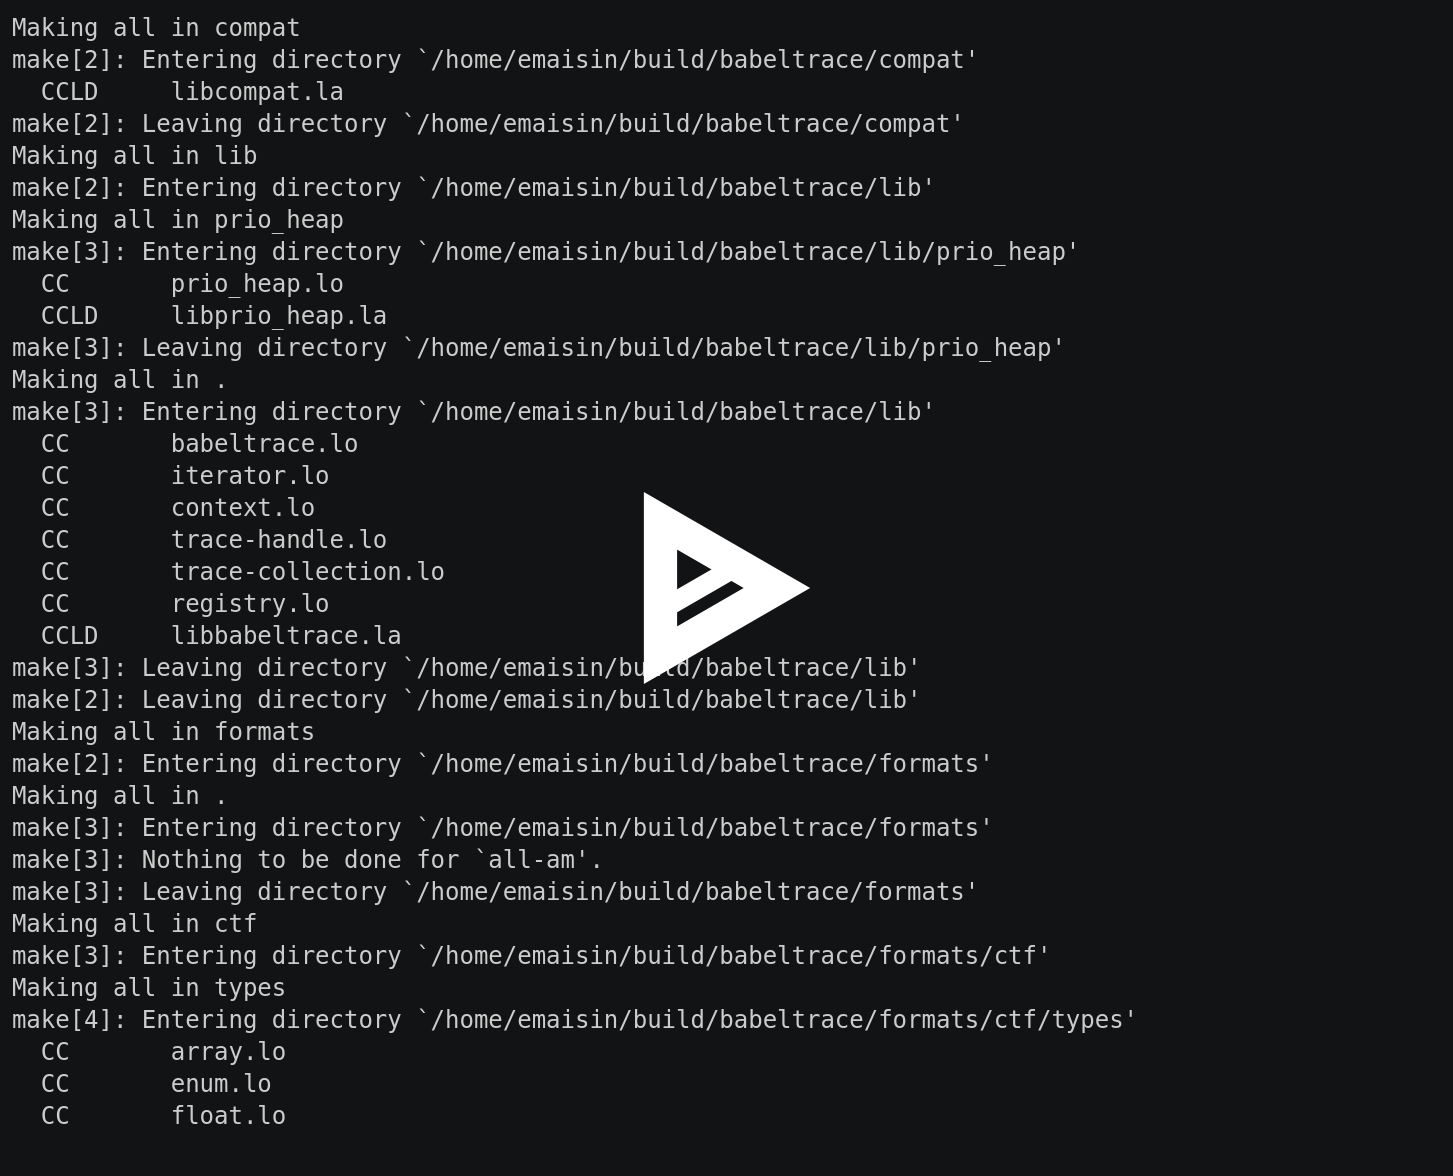 Making all in compat
make[2]: Entering directory `/home/emaisin/build/babeltrace/compat'
  CCLD     libcompat.la
make[2]: Leaving directory `/home/emaisin/build/babeltrace/compat'
Making all in lib
make[2]: Entering directory `/home/emaisin/build/babeltrace/lib'
Making all in prio_heap
make[3]: Entering directory `/home/emaisin/build/babeltrace/lib/prio_heap'
  CC       prio_heap.lo
  CCLD     libprio_heap.la
make[3]: Leaving directory `/home/emaisin/build/babeltrace/lib/prio_heap'
Making all in .
make[3]: Entering directory `/home/emaisin/build/babeltrace/lib'
  CC       babeltrace.lo
  CC       iterator.lo
  CC       context.lo
  CC       trace-handle.lo
  CC       trace-collection.lo
  CC       registry.lo
  CCLD     libbabeltrace.la
make[3]: Leaving directory `/home/emaisin/build/babeltrace/lib'
make[2]: Leaving directory `/home/emaisin/build/babeltrace/lib'
Making all in formats
make[2]: Entering directory `/home/emaisin/build/babeltrace/formats'
Making all in .
make[3]: Entering directory `/home/emaisin/build/babeltrace/formats'
make[3]: Nothing to be done for `all-am'.
make[3]: Leaving directory `/home/emaisin/build/babeltrace/formats'
Making all in ctf
make[3]: Entering directory `/home/emaisin/build/babeltrace/formats/ctf'
Making all in types
make[4]: Entering directory `/home/emaisin/build/babeltrace/formats/ctf/types'
  CC       array.lo
  CC       enum.lo
  CC       float.lo